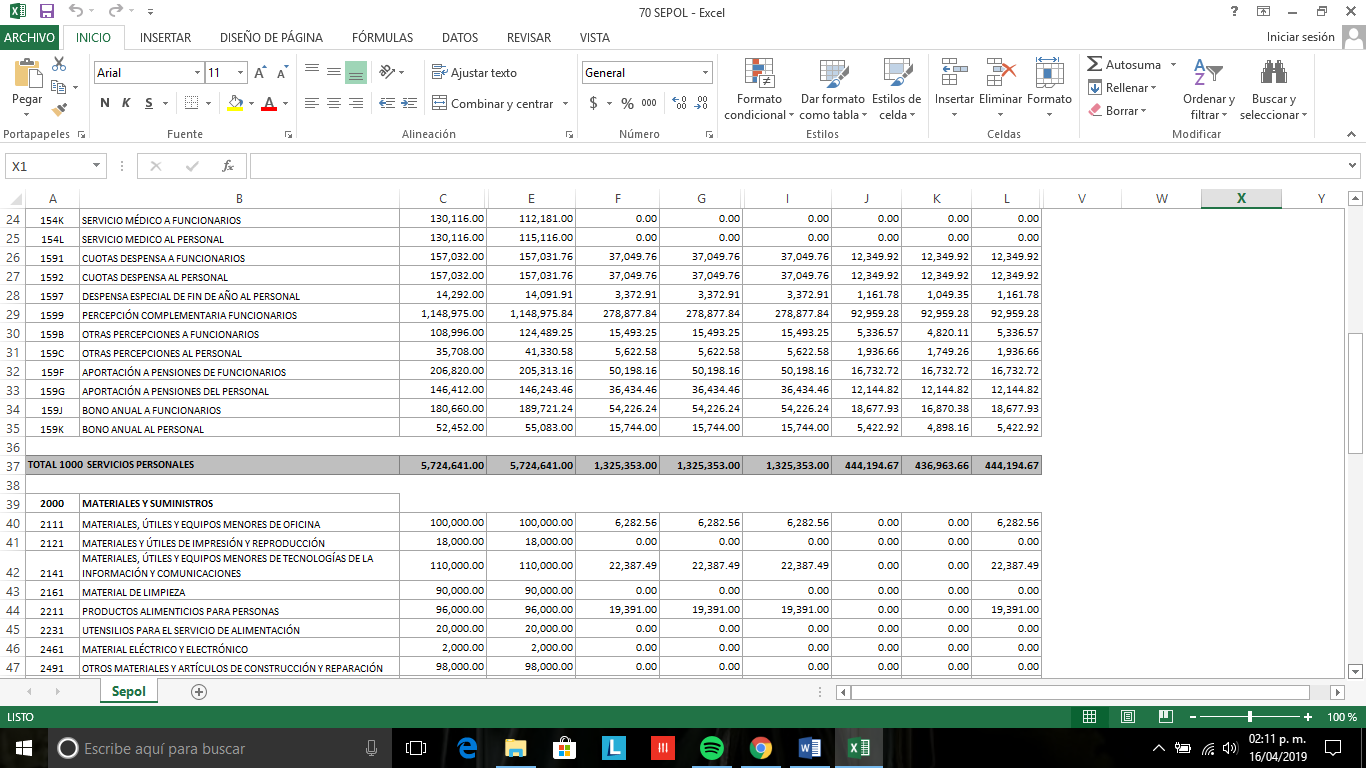 70 SEPOL - Excel
?
ARCHIVO INICIO INSERTAR DISEÑO DE PÁGINA FÓRMULAS DATOS REVISAR VISTA Iniciar sesión
Pegar
Arial 11
N K S
Ajustar texto
Combinar y centrar
General
$ % 000
Formato condicional
Dar formato como tabla
Estilos de celda
Insertar Eliminar Formato
Autosuma
Rellenar
Borrar
Ordenar y filtrar
Buscar y seleccionar
Portapapeles Fuente Alineación Número Estilos Celdas Modificar
X1 fx
A B C E F G I J K L V W X Y
24 154K SERVICIO MÉDICO A FUNCIONARIOS 130,116.00 112,181.00 0.00 0.00 0.00 0.00 0.00 0.00
25 154L SERVICIO MEDICO AL PERSONAL 130,116.00 115,116.00 0.00 0.00 0.00 0.00 0.00 0.00
26 1591 CUOTAS DESPENSA A FUNCIONARIOS 157,032.00 157,031.76 37,049.76 37,049.76 37,049.76 12,349.92 12,349.92 12,349.92
27 1592 CUOTAS DESPENSA AL PERSONAL 157,032.00 157,031.76 37,049.76 37,049.76 37,049.76 12,349.92 12,349.92 12,349.92
28 1597 DESPENSA ESPECIAL DE FIN DE AÑO AL PERSONAL 14,292.00 14,091.91 3,372.91 3,372.91 3,372.91 1,161.78 1,049.35 1,161.78
29 1599 PERCEPCIÓN COMPLEMENTARIA FUNCIONARIOS 1,148,975.00 1,148,975.84 278,877.84 278,877.84 278,877.84 92,959.28 92,959.28 92,959.28
30 159B OTRAS PERCEPCIONES A FUNCIONARIOS 108,996.00 124,489.25 15,493.25 15,493.25 15,493.25 5,336.57 4,820.11 5,336.57
31 159C OTRAS PERCEPCIONES AL PERSONAL 35,708.00 41,330.58 5,622.58 5,622.58 5,622.58 1,936.66 1,749.26 1,936.66
32 159F APORTACIÓN A PENSIONES DE FUNCIONARIOS 206,820.00 205,313.16 50,198.16 50,198.16 50,198.16 16,732.72 16,732.72 16,732.72
33 159G APORTACIÓN A PENSIONES DEL PERSONAL 146,412.00 146,243.46 36,434.46 36,434.46 36,434.46 12,144.82 12,144.82 12,144.82
34 159J BONO ANUAL A FUNCIONARIOS 180,660.00 189,721.24 54,226.24 54,226.24 54,226.24 18,677.93 16,870.38 18,677.93
35 159K BONO ANUAL AL PERSONAL 52,452.00 55,083.00 15,744.00 15,744.00 15,744.00 5,422.92 4,898.16 5,422.92
36
37 TOTAL 1000 SERVICIOS PERSONALES 5,724,641.00 5,724,641.00 1,325,353.00 1,325,353.00 1,325,353.00 444,194.67 436,963.66 444,194.67
38
39 2000 MATERIALES Y SUMINISTROS
40 2111 MATERIALES, ÚTILES Y EQUIPOS MENORES DE OFICINA 100,000.00 100,000.00 6,282.56 6,282.56 6,282.56 0.00 0.00 6,282.56
41 2121 MATERIALES Y ÚTILES DE IMPRESIÓN Y REPRODUCCIÓN 18,000.00 18,000.00 0.00 0.00 0.00 0.00 0.00 0.00
MATERIALES, ÚTILES Y EQUIPOS MENORES DE TECNOLOGÍAS DE LA
42 2141 INFORMACIÓN Y COMUNICACIONES 110,000.00 110,000.00 22,387.49 22,387.49 22,387.49 0.00 0.00 22,387.49
43 2161 MATERIAL DE LIMPIEZA 90,000.00 90,000.00 0.00 0.00 0.00 0.00 0.00 0.00
44 2211 PRODUCTOS ALIMENTICIOS PARA PERSONAS 96,000.00 96,000.00 19,391.00 19,391.00 19,391.00 0.00 0.00 19,391.00
45 2231 UTENSILIOS PARA EL SERVICIO DE ALIMENTACIÓN 20,000.00 20,000.00 0.00 0.00 0.00 0.00 0.00 0.00
46 2461 MATERIAL ELÉCTRICO Y ELECTRÓNICO 2,000.00 2,000.00 0.00 0.00 0.00 0.00 0.00 0.00
47 2491 OTROS MATERIALES Y ARTÍCULOS DE CONSTRUCCIÓN Y REPARACIÓN 98,000.00 98,000.00 0.00 0.00 0.00 0.00 0.00 0.00
Sepol
LISTO 100 %
Escribe aquí para buscar
02:11 p. m.
16/04/2019